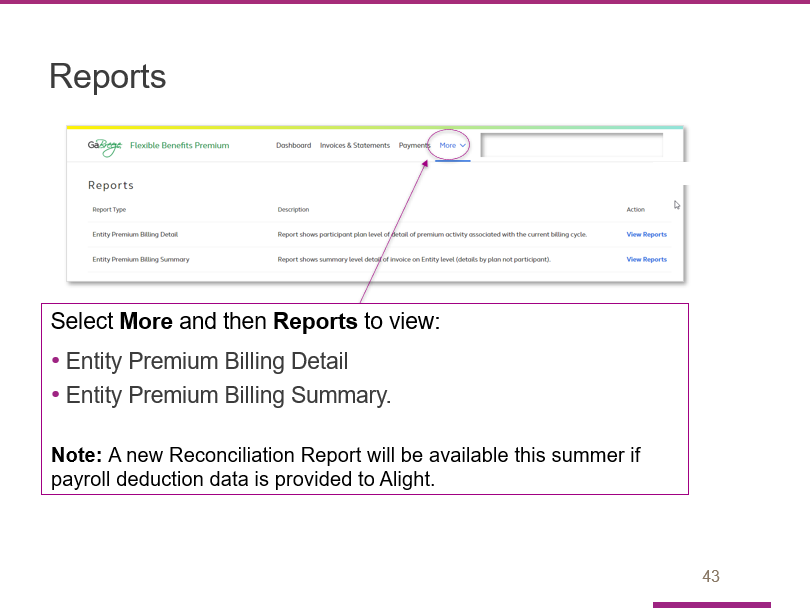 Reports
GaBreeze Flexible Benefits Premium Dashboard Invoices & Statements Payments More
Reports
Report Type Description Action
Entity Premium Billing Detail Report shows participant plan level of detail of premium activity associated with the current billing cycle. View Reports
Entity Premium Billing Summary Report shows summary level detail of invoice on Entity level (details by plan not participant). View Reports
Select More and then Reports to view:
• Entity Premium Billing Detail
• Entity Premium Billing Summary.
Note: A new Reconciliation Report will be available this summer if
payroll deduction data is provided to Alight.
43